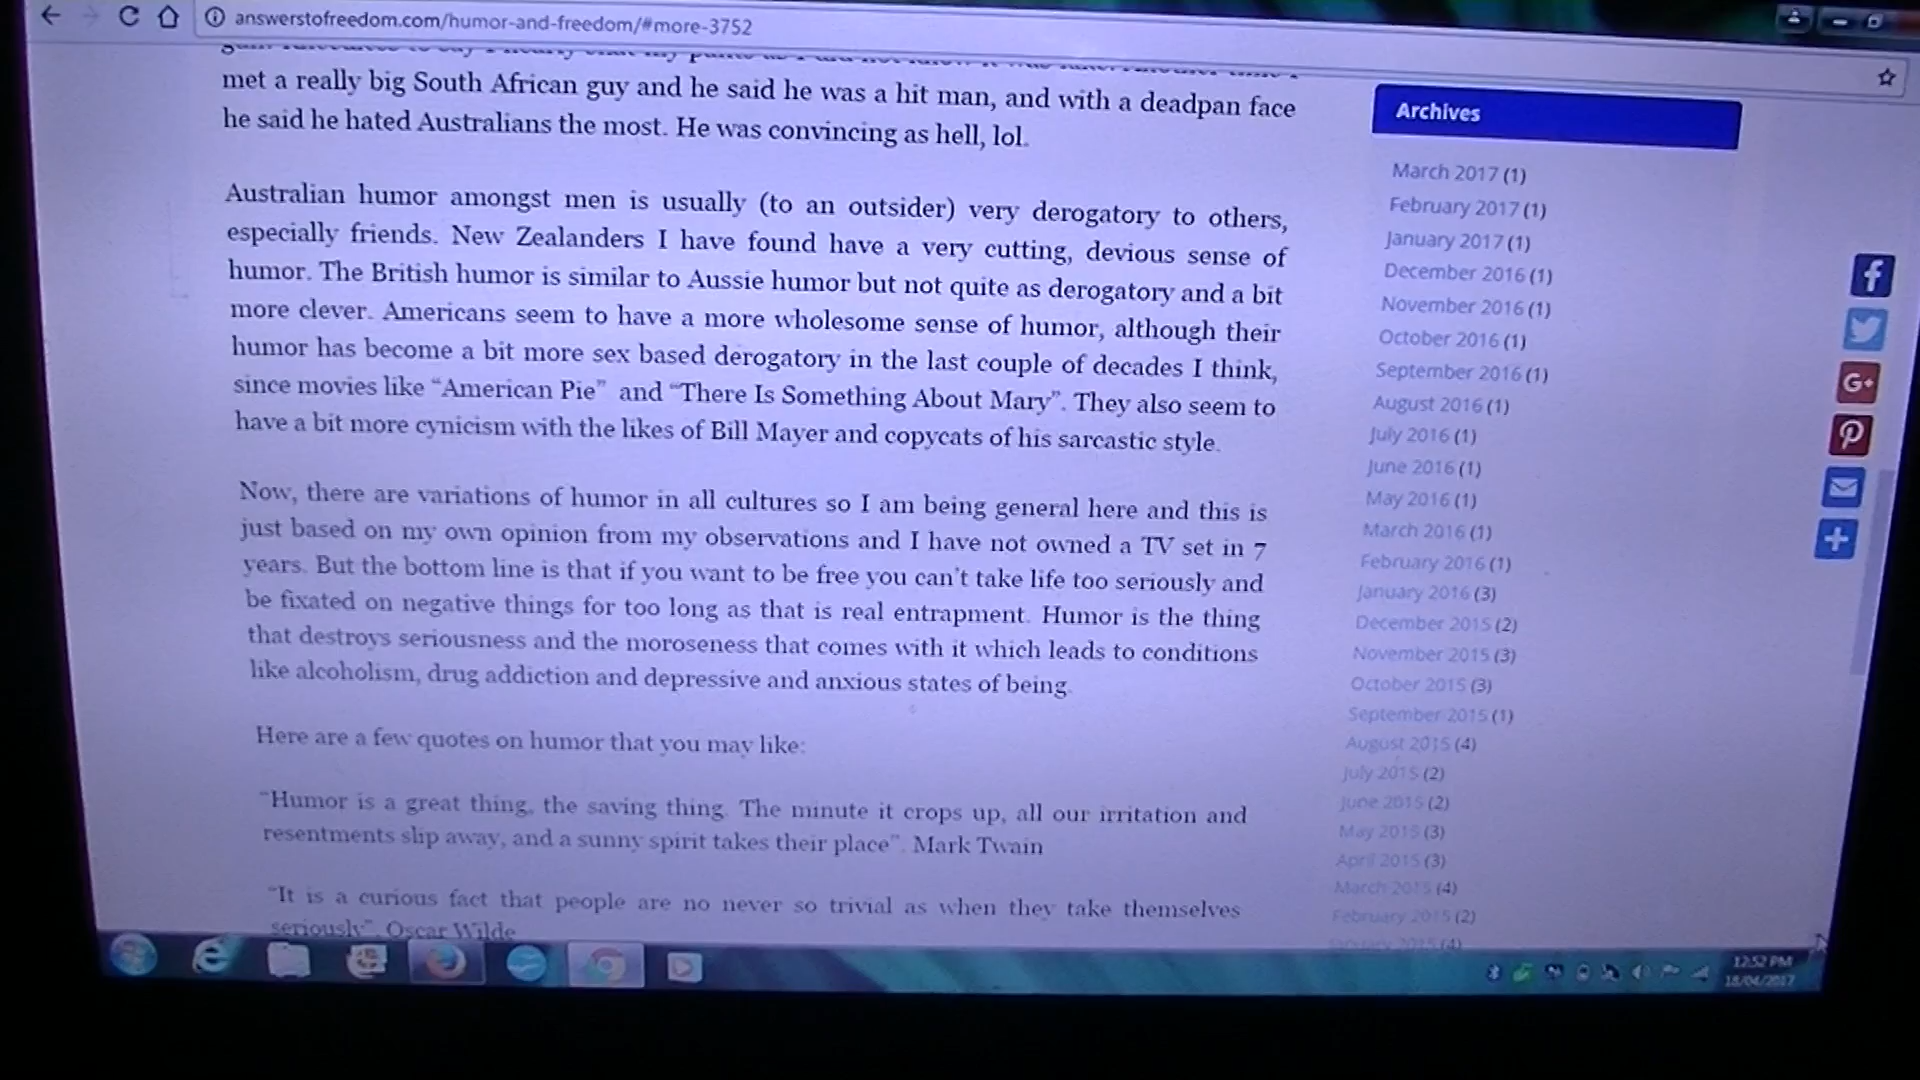 answerstofreedom.com/humor-and-freedom/#more-3752
met a really big South African guy and he said he was a hit man, and with a deadpan face
he said he hated Australians the most. He was convincing as hell, lol.
Australian humor amongst men is usually (to an outsider) very derogatory to others,
especially friends. New Zealanders I have found have a very cutting, devious sense of
humor. The British humor is similar to Aussie humor but not quite as derogatory and a bit
more clever. Americans seem to have a more wholesome sense of humor, although their
humor has become a bit more sex based derogatory in the last couple of decades I think,
since movies like “American Pie” and “There Is Something About Mary”. They also seem to
have a bit more cynicism with the likes of Bill Mayer and copycats of his sarcastic style.
Now, there are variations of humor in all cultures so I am being general here and this is
just based on my own opinion from my observations and I have not owned a TV set in 7
years. But the bottom line is that if you want to be free you can’t take life too seriously and
be fixated on negative things for too long as that is real entrapment. Humor is the thing
that destroys seriousness and the moroseness that comes with it which leads to conditions
like alcoholism, drug addiction and depressive and anxious states of being.
Here are a few quotes on humor that you may like:
“Humor is a great thing, the saving thing. The minute it crops up, all our irritation and
resentments slip away, and a sunny spirit takes their place”. Mark Twain
“It is a curious fact that people are no never so trivial as when they take themselves
seriously”. Oscar Wilde
Archives
March 2017 (1)
February 2017 (1)
January 2017 (1)
December 2016 (1)
November 2016 (1)
October 2016 (1)
September 2016 (1)
August 2016 (1)
July 2016 (1)
June 2016 (1)
May 2016 (1)
March 2016 (1)
February 2016 (1)
January 2016 (3)
December 2015 (2)
November 2015 (3)
October 2015 (3)
September 2015 (1)
August 2015 (4)
July 2015 (2)
June 2015 (2)
May 2015 (3)
April 2015 (3)
March 2015 (4)
February 2015 (2)
January 2015 (4)
G+
12:52 PM
18/04/2017